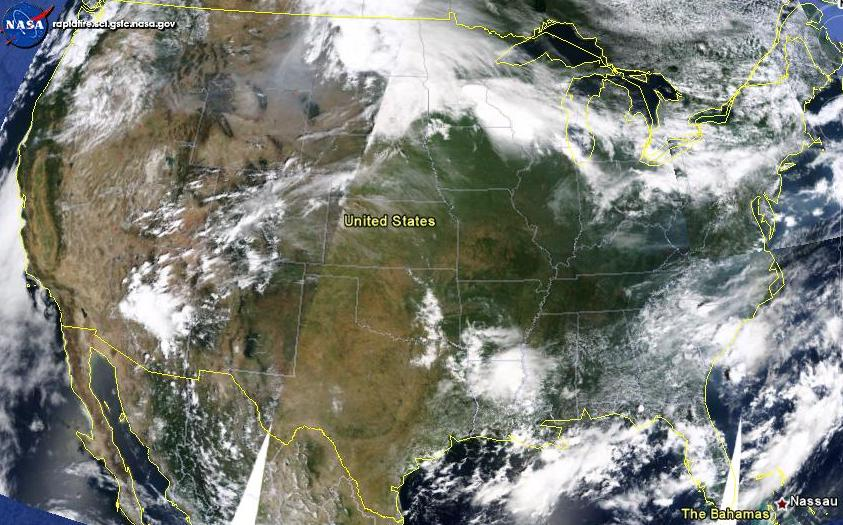 NASA
rapidfire.sci.gsfc.nasa.gov
United States
Nassau
The Bahamas